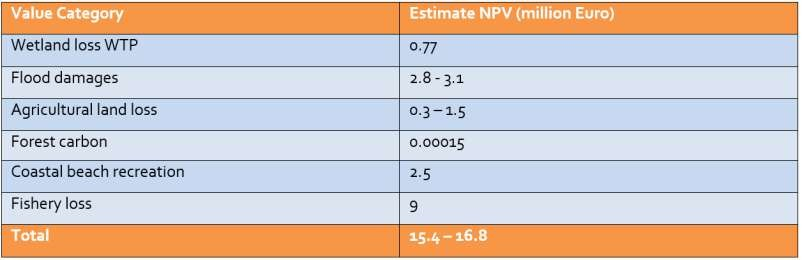 Value Category Estimate NPV (million Euro)
Wetland loss WTP 0.77
Flood damages 2.8 - 3.1
Agricultural land loss 0.3 – 1.5
Forest carbon 0.00015
Coastal beach recreation 2.5
Fishery loss 9
Total 15.4 – 16.8